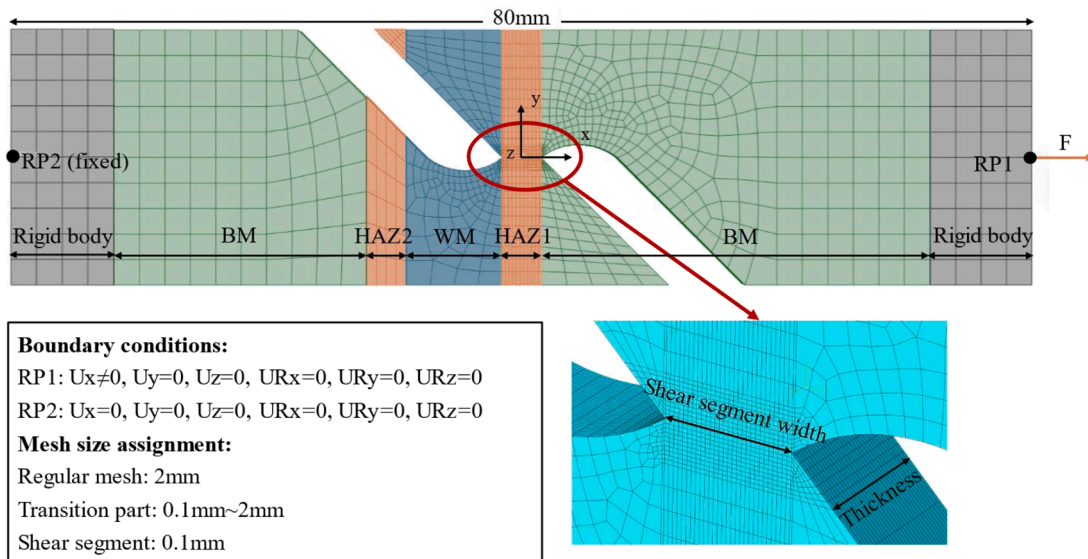 80mm
y
x
z
RP2 (fixed)
RP1
F
Rigid body
BM
HAZ2
WM
HAZ1
BM
Rigid body
Boundary conditions:
RP1: Ux≠0, Uy=0, Uz=0, URx=0, URy=0, URz=0
RP2: Ux=0, Uy=0, Uz=0, URx=0, URy=0, URz=0
Mesh size assignment:
Regular mesh: 2mm
Transition part: 0.1mm~2mm
Shear segment: 0.1mm
Shear segment width
Thickness